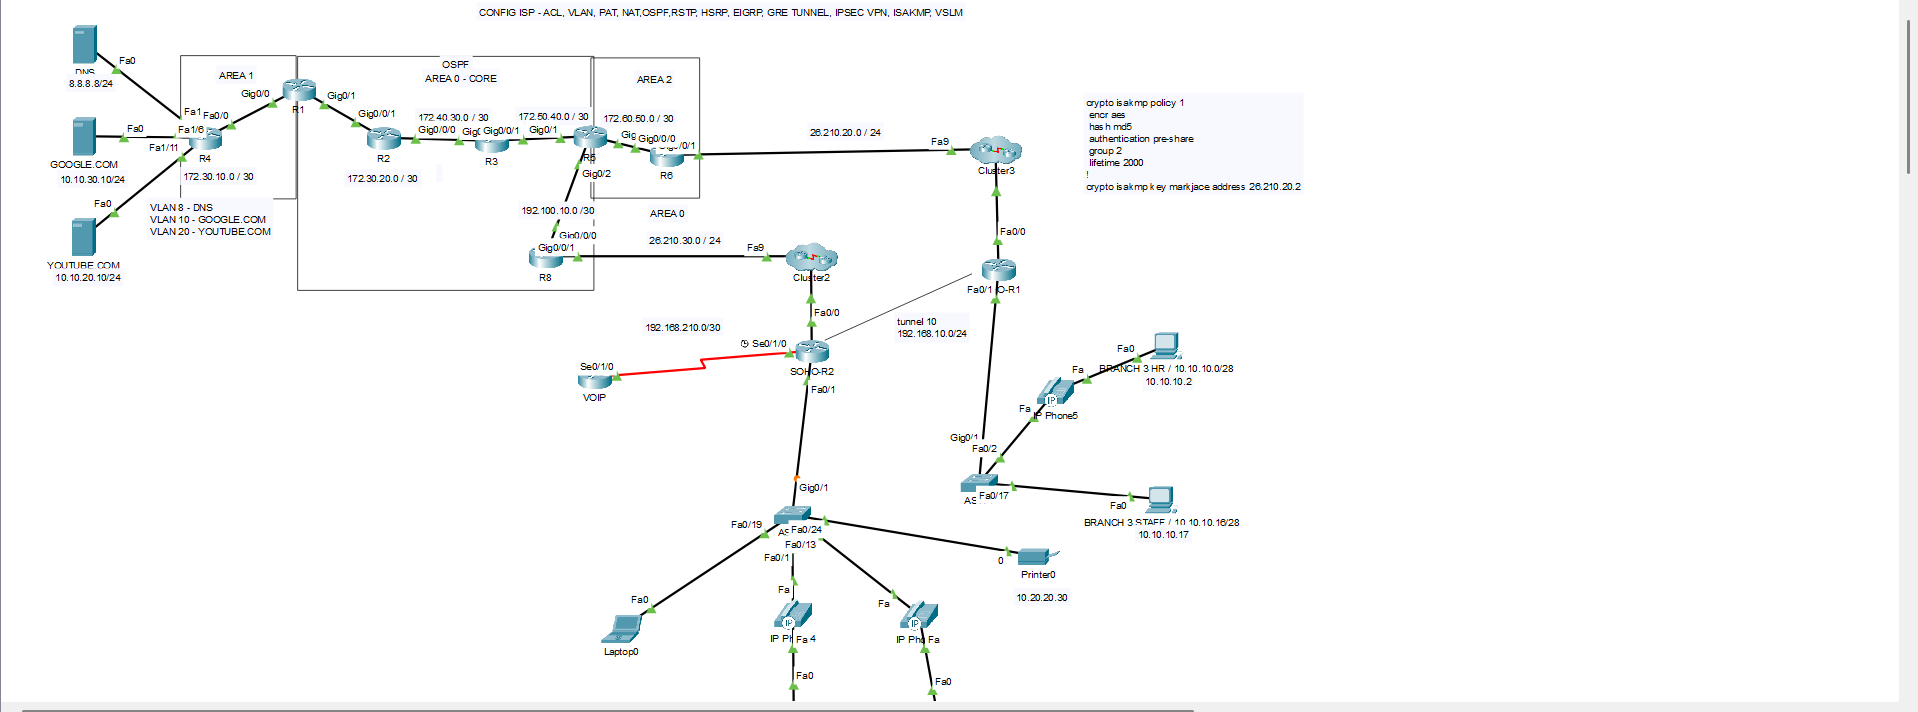 CONFIG ISP - ACL, VLAN, PAT, NAT,OSPF,RSTP, HSRP, EIGRP, GRE TUNNEL, IPSEC VPN, ISAKMP, VSLM
Fa0
DNS
8.8.8.8/24
AREA 1
Gig0/0
R1
Gig0/1
OSPF
AREA 0 - CORE
AREA 2
Fa1
Fa0/0
Fa0
Fa1/6
Fa1/11
R4
GOOGLE.COM
10.10.30.10/24
172.30.10.0 / 30
Gig0/0/1
R2
172.30.20.0 / 30
172.40.30.0 / 30
Gig0/0/0
Gig0/0/1
R3
172.50.40.0 / 30
Gig0/1
R5
172.60.50.0 / 30
Gig
Gig0/0/0
0/1
R6
Gig0/2
26.210.20.0 / 24
Fa9
Cluster3
crypto isakmp policy 1
encr aes
hash md5
authentication pre-share
group 2
lifetime 2000
!
crypto isakmp key markjace address 26.210.20.2
Fa0
VLAN 8 - DNS
VLAN 10 - GOOGLE.COM
VLAN 20 - YOUTUBE.COM
YOUTUBE.COM
10.10.20.10/24
192.100.10.0 /30
AREA 0
Gig0/0/0
Gig0/0/1
R8
26.210.30.0 / 24
Fa9
Cluster2
Fa0/0
Fa0/1
O-R1
Fa0/0
tunnel 10
192.168.10.0/24
192.168.210.0/30
Se0/1/0
SOHO-R2
Se0/1/0
VOIP
Fa0/1
Fa0
BRANCH 3 HR / 10.10.10.0/28
10.10.10.2
Fa
Fa
IP Phone5
Gig0/1
Fa0/2
AS
Fa0/17
Fa0
BRANCH 3 STAFF / 10.10.10.16/28
10.10.10.17
Gig0/1
Fa0/19
Fa0/24
Fa0/13
Fa0/1
0
Printer0
10.20.20.30
Fa0
Laptop0
Fa
IP Ph
Fa 4
Fa0
Fa
IP Pho
Fa
Fa0